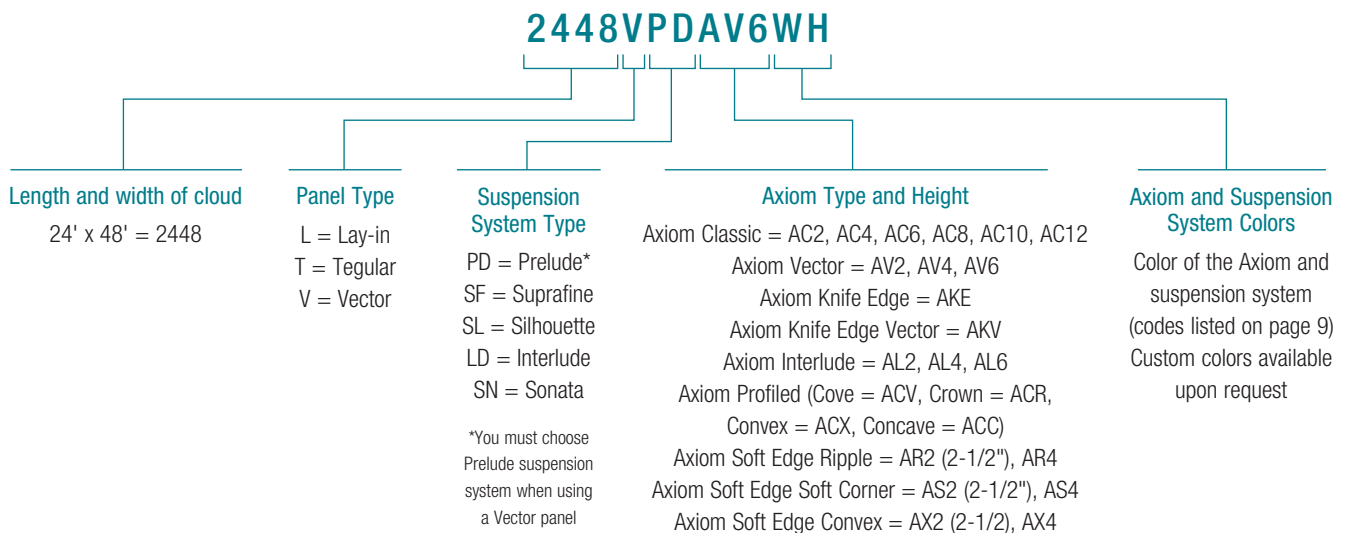 2448VPDAV6WH
Length and width of cloud
24' x 48' = 2448
Panel Type
L = Lay-in
T = Tegular
V = Vector
Suspension
System Type
PD = Prelude*
SF = Suprafine
SL = Silhouette
LD = Interlude
SN = Sonata
*You must choose
Prelude suspension
system when using
a Vector panel
Axiom Type and Height
Axiom Classic = AC2, AC4, AC6, AC8, AC10, AC12
Axiom Vector = AV2, AV4, AV6
Axiom Knife Edge = AKE
Axiom Knife Edge Vector = AKV
Axiom Interlude = AL2, AL4, AL6
Axiom Profiled (Cove = ACV, Crown = ACR,
Convex = ACX, Concave = ACC)
Axiom Soft Edge Ripple = AR2 (2-1/2"), AR4
Axiom Soft Edge Soft Corner = AS2 (2-1/2"), AS4
Axiom Soft Edge Convex = AX2 (2-1/2), AX4
Axiom and Suspension
System Colors
Color of the Axiom and
suspension system
(codes listed on page 9)
Custom colors available
upon request